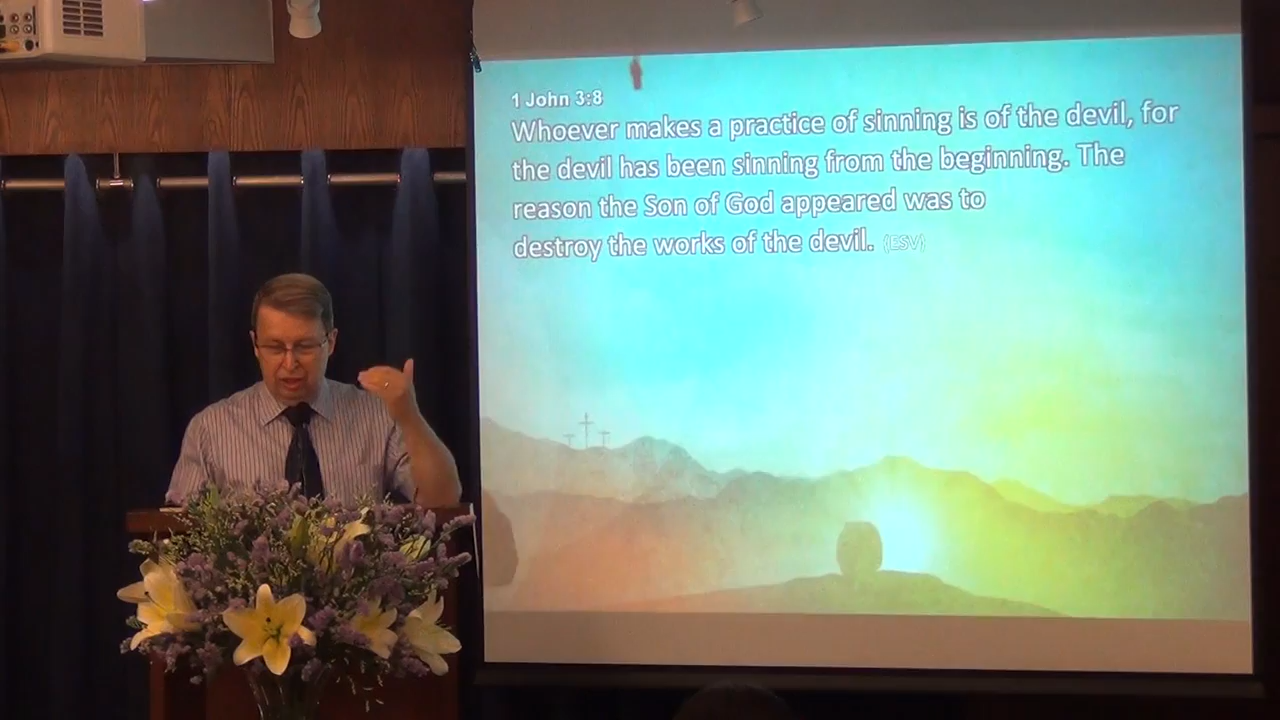 1 John 3:8
Whoever makes a practice of sinning is of the devil, for
the devil has been sinning from the beginning. The
reason the Son of God appeared was to
destroy the works of the devil. (ESV)